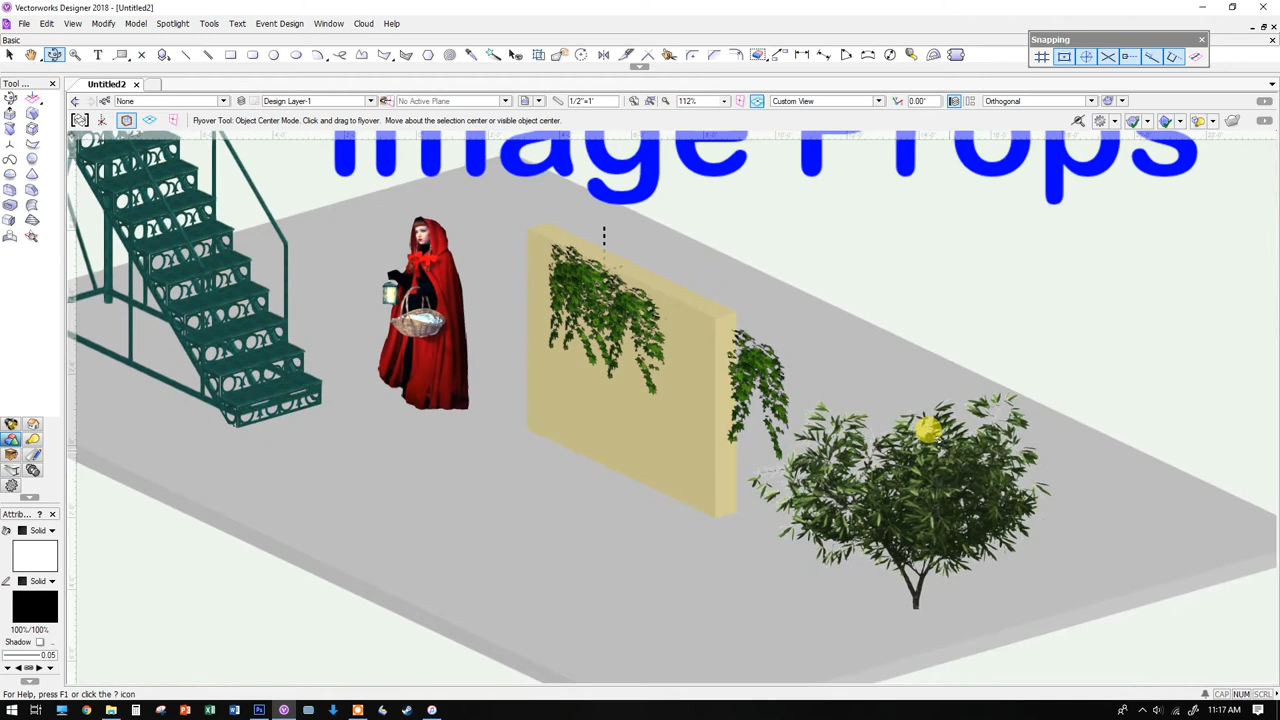 Vectorworks Designer 2018 - [Untitled2]
File Edit View Modify Model Spotlight Tools Text Event Design Window Cloud Help
Basic
Snapping
Tool ...
Untitled2
None
Design Layer-1
No Active Plane
1/2"=1'
112%
Custom View
0.00°
Orthogonal
Flyover Tool: Object Center Mode. Click and drag to flyover. Move about the selection center or visible object center.
Image Props
Attrib...
Solid
Solid
100%/100%
Shadow
0.05
For Help, press F1 or click the ? icon
CAP NUM SCRL
11:17 AM